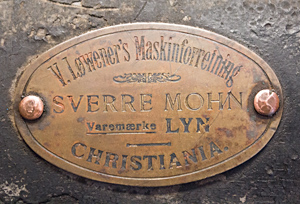 V. Løwener's Maskinforretning
SVERRE MOHN
Varemærke LYN
CHRISTIANIA.